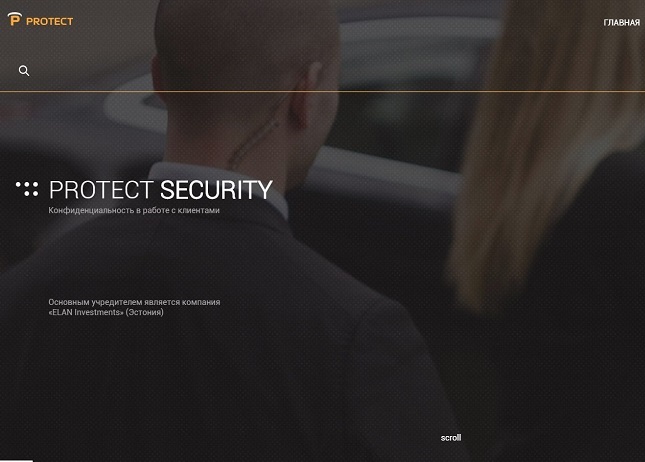 PROTECT
ГЛАВНАЯ
PROTECT SECURITY
Конфиденциальность в работе с клиентами
Основным учредителем является компания
«ELAN Investments» (Эстония)
scroll